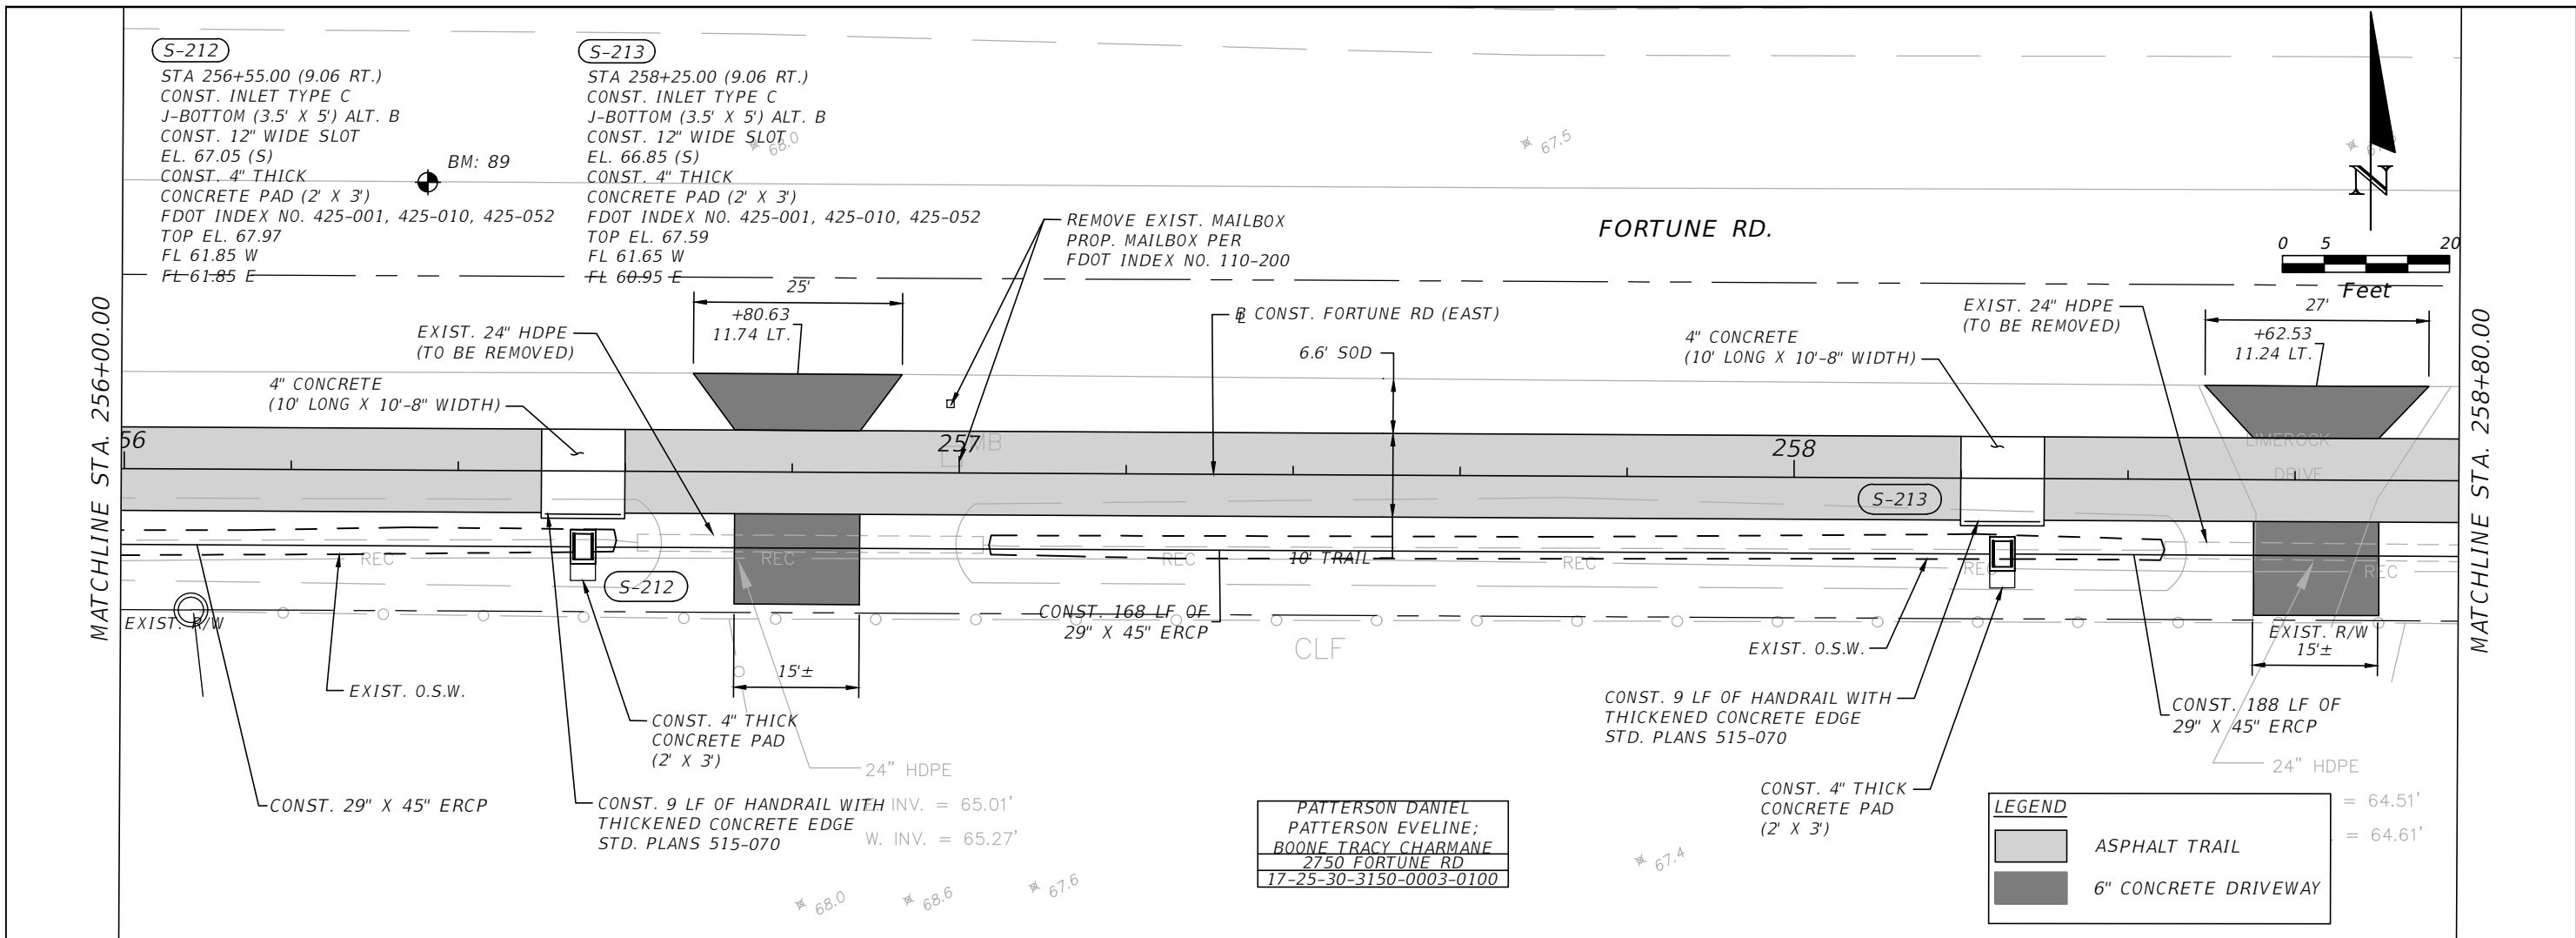 S-212
STA 256+55.00 (9.06 RT.)
CONST. INLET TYPE C
J-BOTTOM (3.5' X 5') ALT. B
CONST. 12" WIDE SLOT
EL. 67.05 (S)
CONST. 4" THICK
CONCRETE PAD (2' X 3')
FDOT INDEX NO. 425-001, 425-010, 425-052
TOP EL. 67.97
FL 61.85 W
FL 61.85 E
BM: 89
S-213
STA 258+25.00 (9.06 RT.)
CONST. INLET TYPE C
J-BOTTOM (3.5' X 5') ALT. B
CONST. 12" WIDE SLOT
EL. 66.85 (S)
CONST. 4" THICK
CONCRETE PAD (2' X 3')
FDOT INDEX NO. 425-001, 425-010, 425-052
TOP EL. 67.59
FL 61.65 W
FL 60.95 E
68.0
67.5
REMOVE EXIST. MAILBOX
PROP. MAILBOX PER
FDOT INDEX NO. 110-200
FORTUNE RD.
N
0 5 20
Feet
MATCHLINE STA. 256+00.00
MATCHLINE STA. 258+80.00
25'
+80.63
11.74 LT.
EXIST. 24" HDPE
(TO BE REMOVED)
4" CONCRETE
(10' LONG X 10'-8" WIDTH)
BL CONST. FORTUNE RD (EAST)
6.6' SOD
4" CONCRETE
(10' LONG X 10'-8" WIDTH)
EXIST. 24" HDPE
(TO BE REMOVED)
27'
+62.53
11.24 LT.
56
257
MB
258
LIMEROCK
DRIVE
S-213
REC
REC
REC
10' TRAIL
REC
REC
REC
S-212
EXIST. R/W
CONST. 168 LF OF
29" X 45" ERCP
CLF
EXIST. O.S.W.
EXIST. R/W
15'±
15'±
EXIST. O.S.W.
CONST. 4" THICK
CONCRETE PAD
(2' X 3')
CONST. 9 LF OF HANDRAIL WITH
THICKENED CONCRETE EDGE
STD. PLANS 515-070
CONST. 188 LF OF
29" X 45" ERCP
24" HDPE
INV. = 65.01'
W. INV. = 65.27'
24" HDPE
= 64.51'
= 64.61'
CONST. 29" X 45" ERCP
CONST. 9 LF OF HANDRAIL WITH
THICKENED CONCRETE EDGE
STD. PLANS 515-070
CONST. 4" THICK
CONCRETE PAD
(2' X 3')
PATTERSON DANIEL
PATTERSON EVELINE;
BOONE TRACY CHARMANE
2750 FORTUNE RD
17-25-30-3150-0003-0100
67.4
68.0
68.6
67.6
LEGEND
ASPHALT TRAIL
6" CONCRETE DRIVEWAY